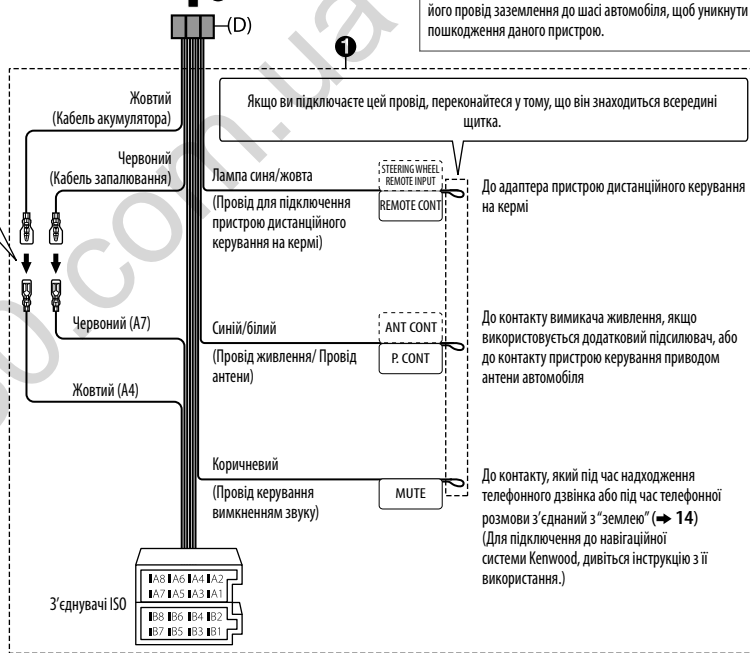 його провід заземлення до шасі автомобіля, щоб уникнути
пошкодження даного пристрою.
(D)
1
Жовтий
(Кабель акумулятора)
Якщо ви підключаєте цей провід, переконайтеся у тому, що він знаходиться всередині
щитка.
Червоний
(Кабель запалювання)
Лампа синя/жовта
(Провід для підключення
пристрою дистанційного
керування на кермі)
STEERING WHEEL
REMOTE INPUT
REMOTE CONT
До адаптера пристрою дистанційного керування
на кермі
Червоний (A7)
Жовтий (A4)
Синій/білий
(Провід живлення/ Провід
антени)
ANT CONT
P. CONT
До контакту вимикача живлення, якщо
використовується додатковий підсилювач, або
до контакту пристрою керування приводом
антени автомобіля
Коричневий
(Провід керування
вимкненням звуку)
MUTE
До контакту, який під час надходження
телефонного дзвінка або під час телефонної
розмови з’єднаний з “землею” (➜ 14)
(Для підключення до навігаційної
системи Kenwood, дивіться інструкцію з її
використання.)
З’єднувачі ISO
A8 A6 A4 A2
A7 A5 A3 A1
B8 B6 B4 B2
B7 B5 B3 B1
.com.ua